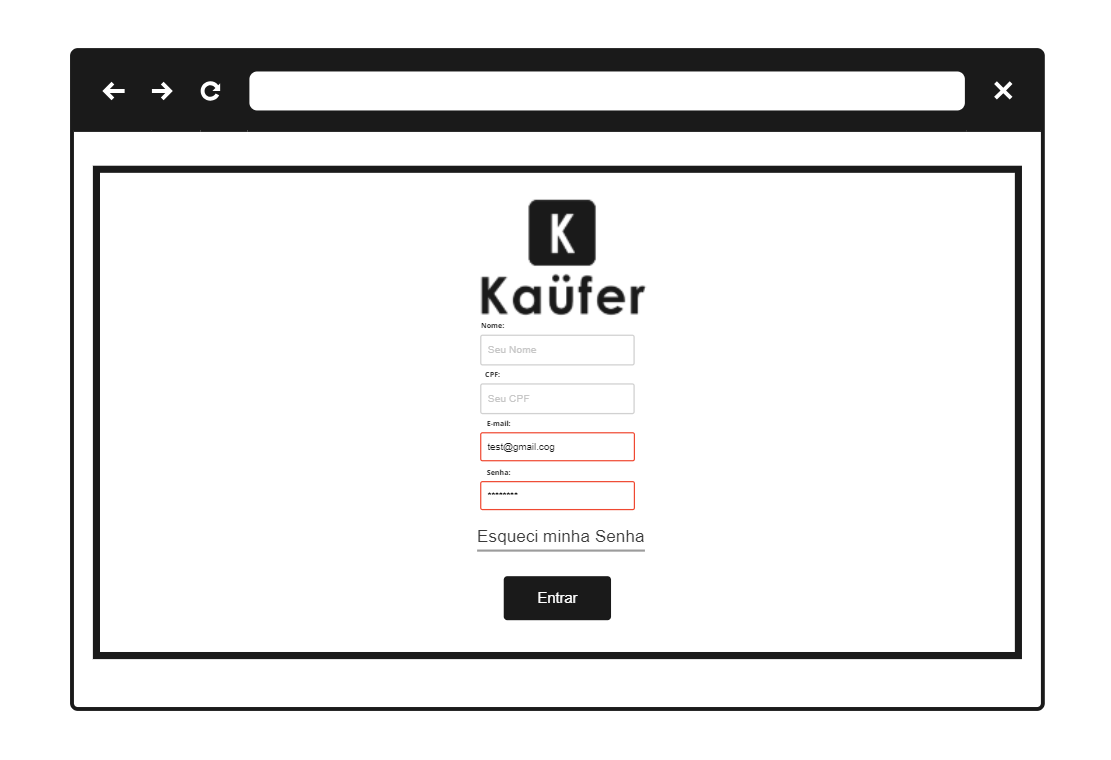 K
Kaüfer
Nome:
Seu Nome
CPF:
Seu CPF
E-mail:
test@gmail.cog
Senha:
********
Esqueci minha Senha
Entrar